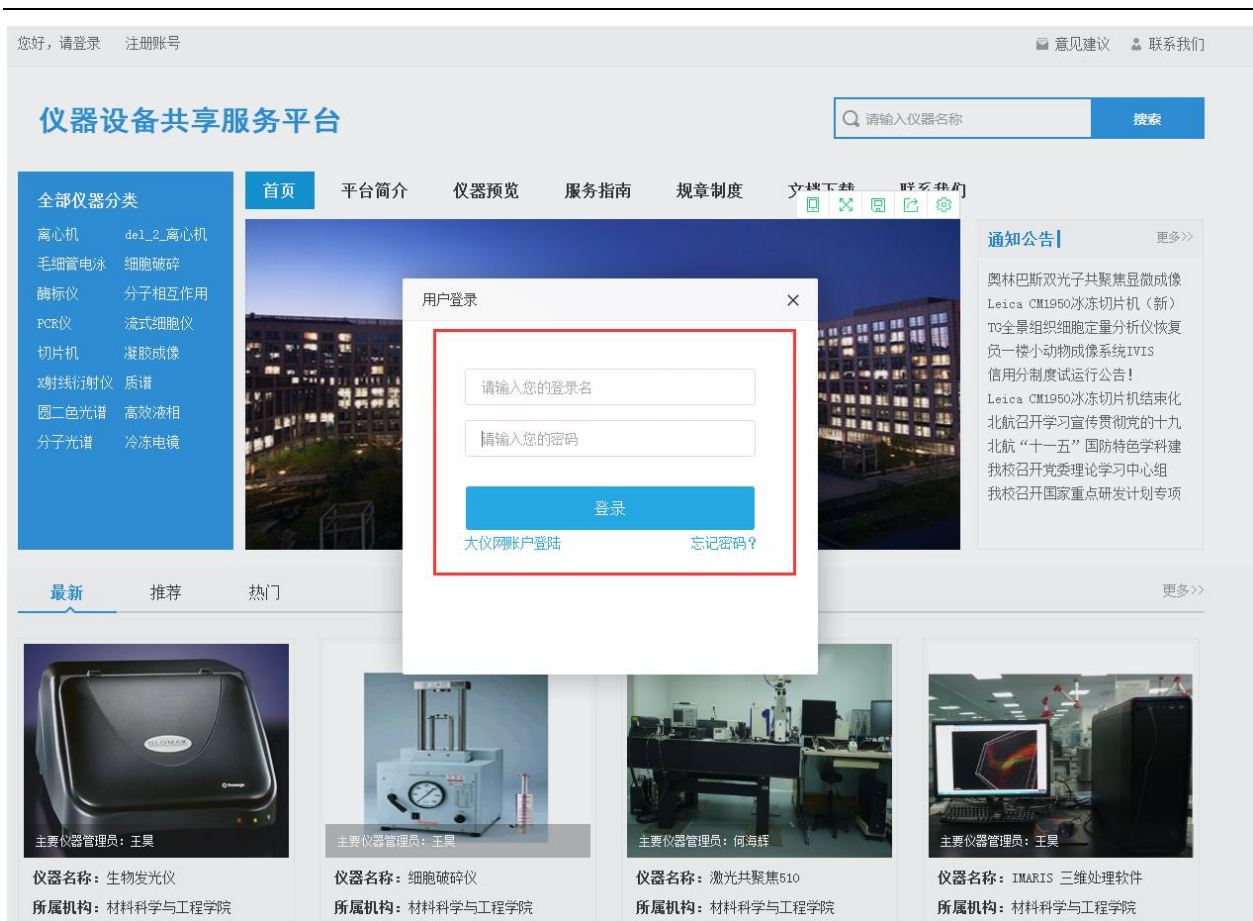 您好，请登录 注册账号 意见建议 联系我们
仪器设备共享服务平台
请输入仪器名称 搜索
全部仪器分类
首页 平台简介 仪器预览 服务指南 规章制度 文档下载 联系我们
离心机 del_2_离心机
毛细管电泳 细胞破碎
酶标仪 分子相互作用
PCR仪 流式细胞仪
切片机 凝胶成像
X射线衍射仪 质谱
圆二色光谱 高效液相
分子光谱 冷冻电镜
通知公告 更多>>
奥林巴斯双光子共聚焦显微成像
Leica CM1950冰冻切片机（新）
TG全景组织细胞定量分析仪恢复
负一楼小动物成像系统IVIS
信用分制度试运行公告！
Leica CM1950冰冻切片机结束化
北航召开学习宣传贯彻党的十九
北航“十一五”国防特色学科建
我校召开党委理论学习中心组
我校召开国家重点研发计划专项
用户登录 ×
请输入您的登录名
请输入您的密码
登录
大仪网账户登陆 忘记密码?
最新 推荐 热门 更多>>
GLOMAX
Promega
主要仪器管理员：王昊
主要仪器管理员：王昊
主要仪器管理员：何海辉
主要仪器管理员：王昊
仪器名称：生物发光仪
仪器名称：细胞破碎仪
仪器名称：激光共聚焦510
仪器名称：IMARIS 三维处理软件
所属机构：材料科学与工程学院
所属机构：材料科学与工程学院
所属机构：材料科学与工程学院
所属机构：材料科学与工程学院